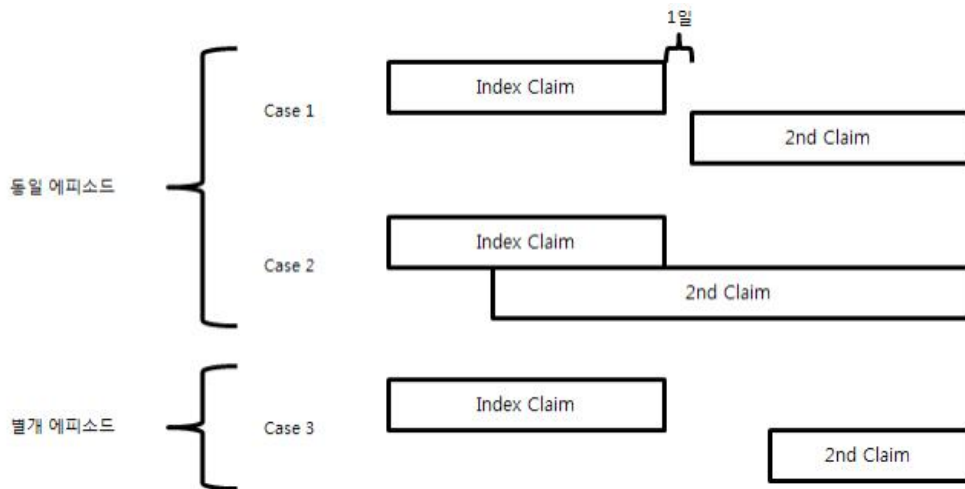 1일
Index Claim
Case 1
2nd Claim
동일 에피소드
Index Claim
Case 2
2nd Claim
Index Claim
별개 에피소드
Case 3
2nd Claim